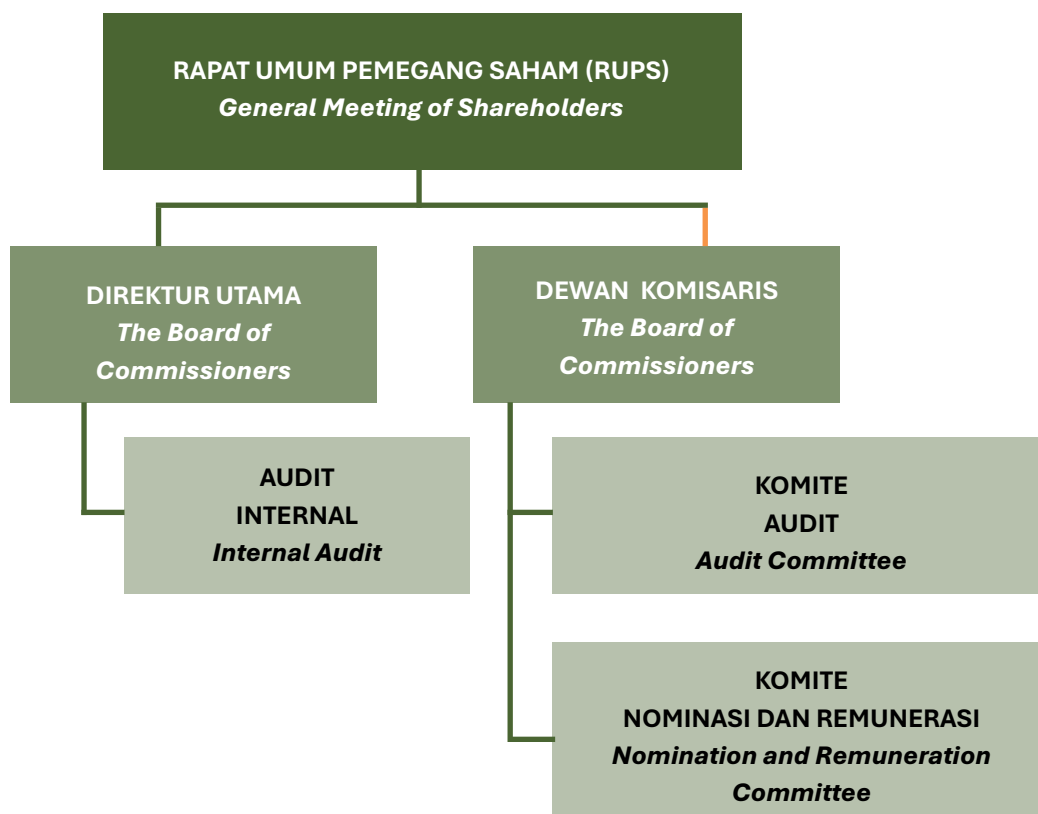 RAPAT UMUM PEMEGANG SAHAM (RUPS)
General Meeting of Shareholders
DIREKTUR UTAMA
The Board of
Commissioners
DEWAN KOMISARIS
The Board of
Commissioners
AUDIT
INTERNAL
Internal Audit
KOMITE
AUDIT
Audit Committee
KOMITE
NOMINASI DAN REMUNERASI
Nomination and Remuneration
Committee